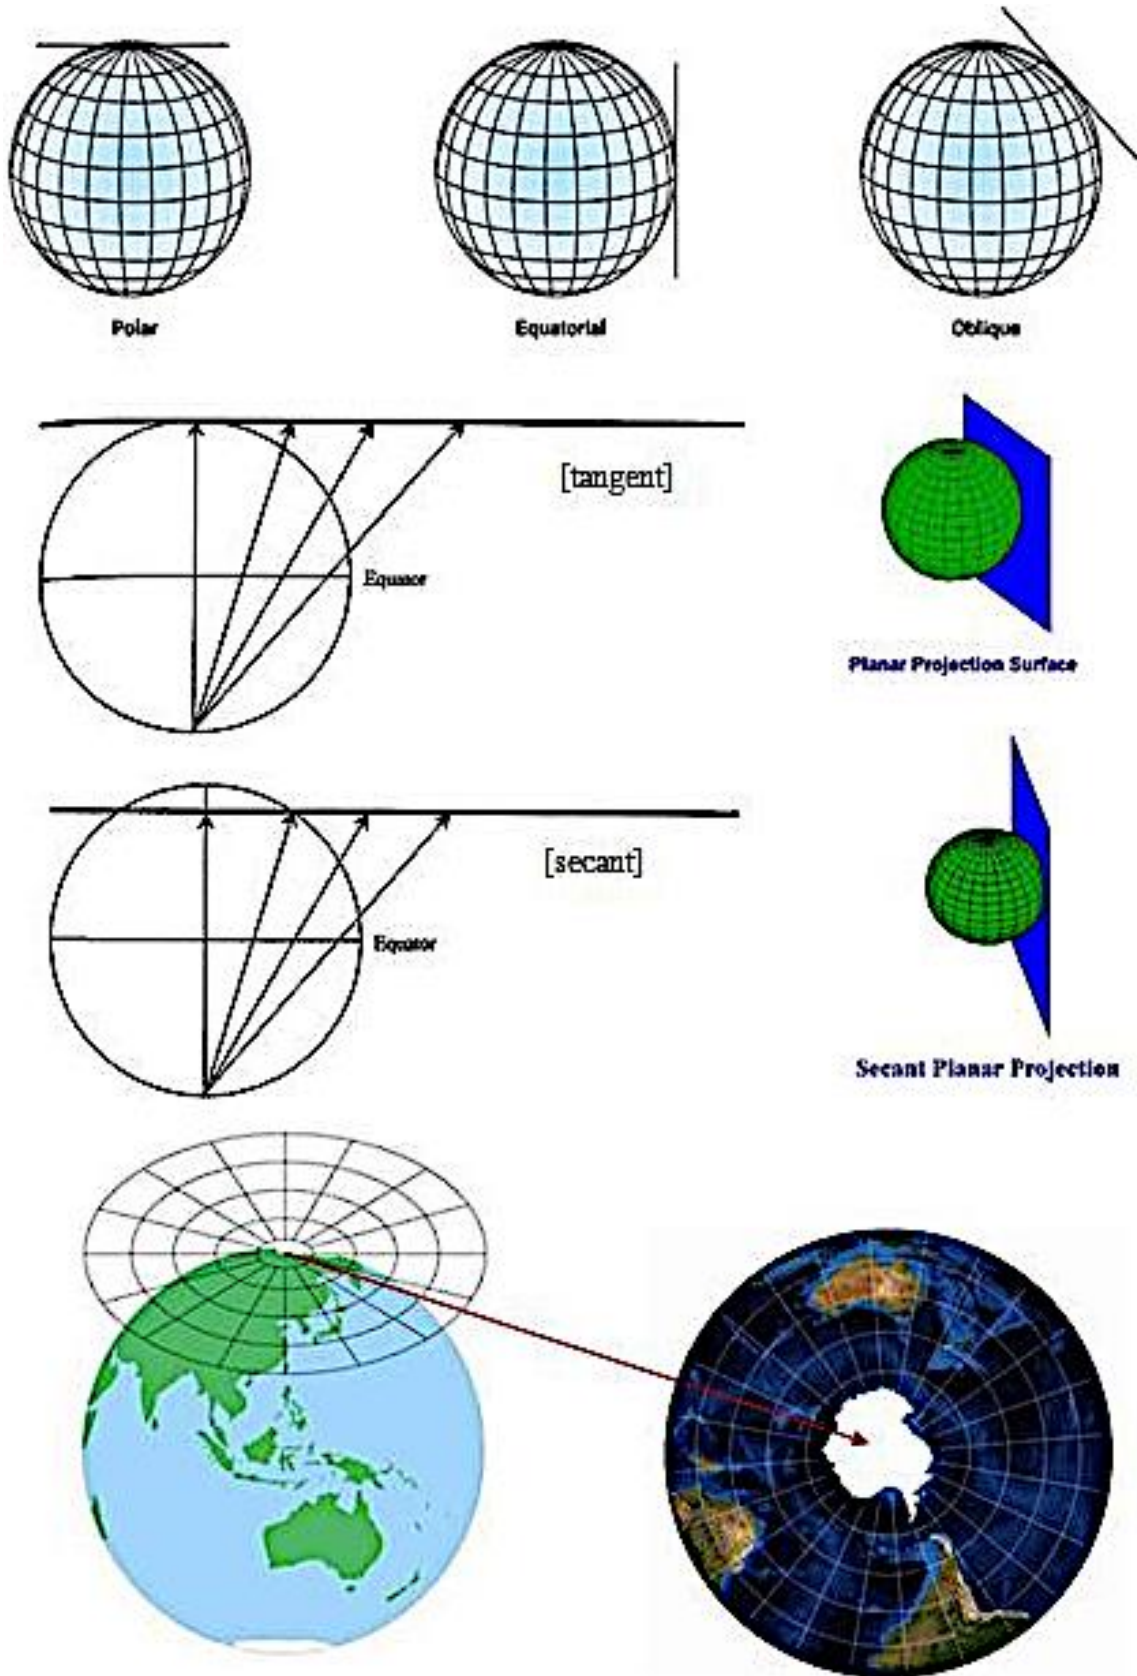 Polar
Equatorial
Oblique
[tangent]
Equator
Planar Projection Surface
[secant]
Equator
Secant Planar Projection